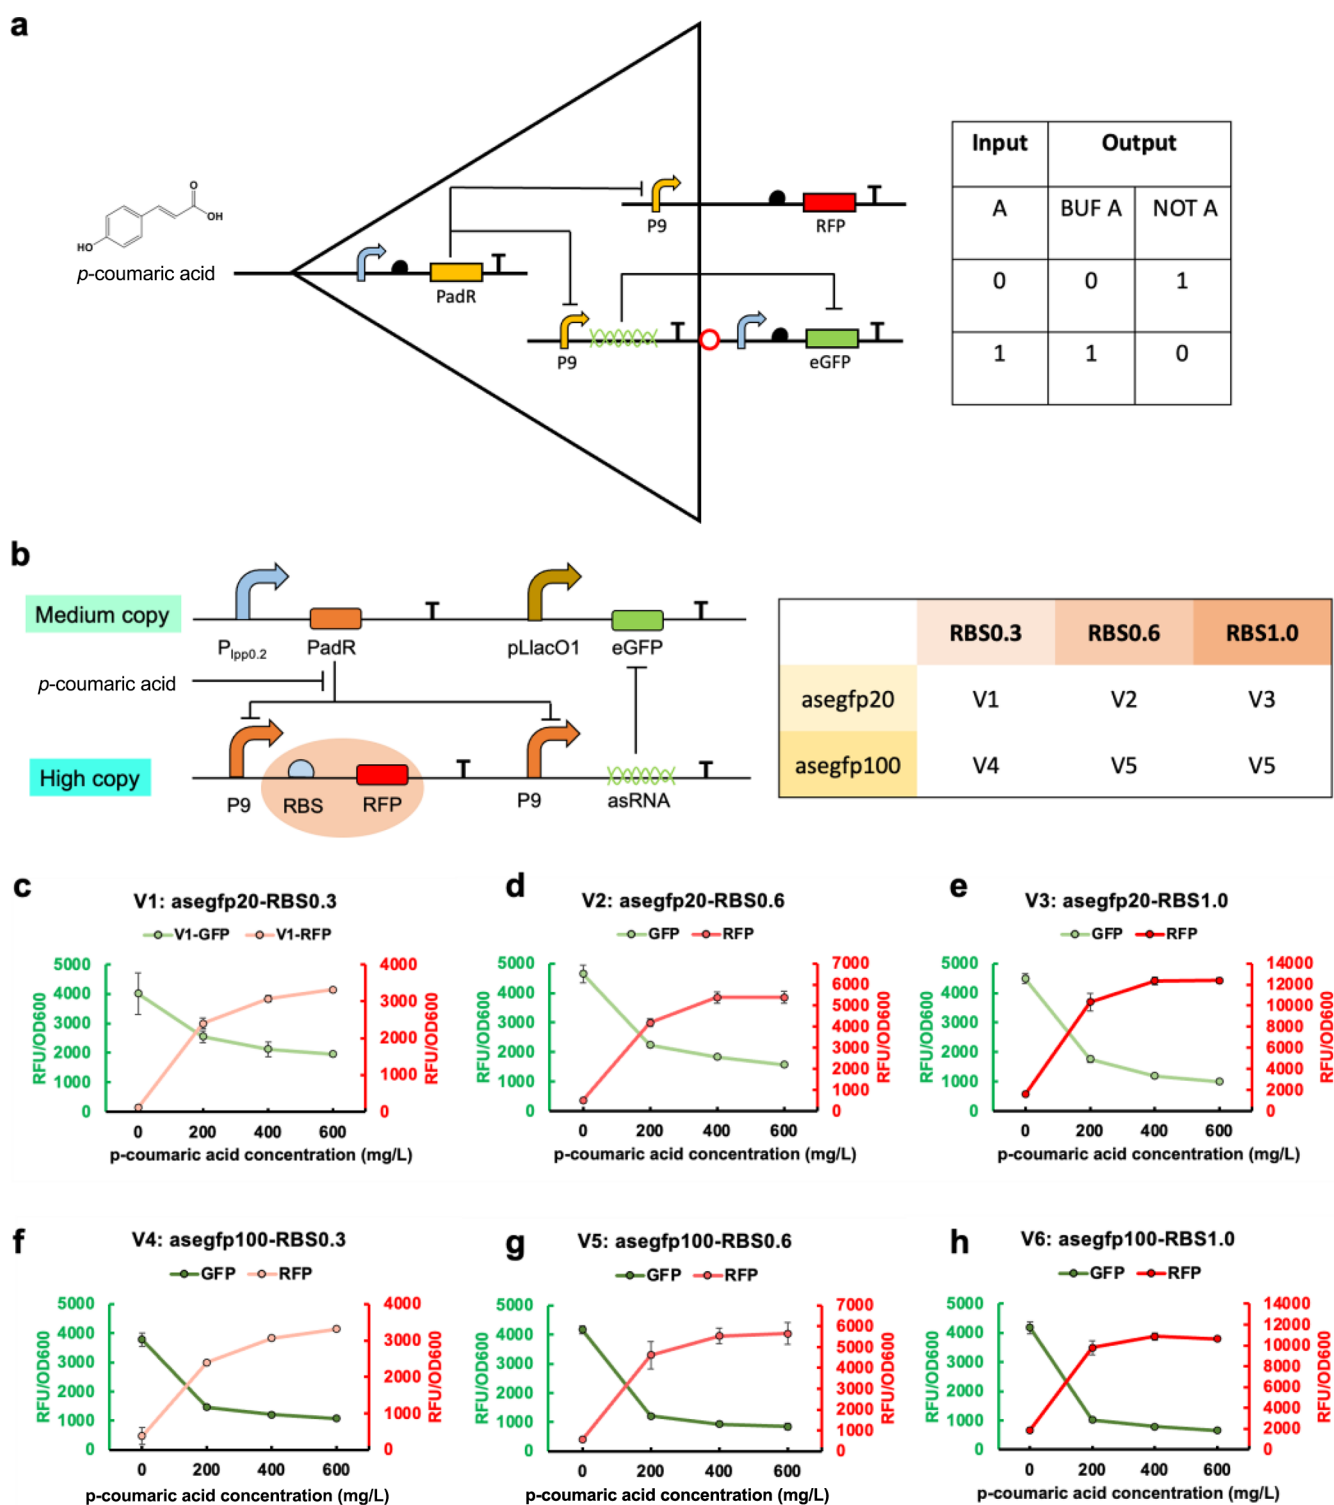 a
O
OH
HO
p-coumaric acid
PadR
P9
RFP
P9
eGFP
Input Output
A BUF A NOT A
0 0 1
1 1 0
b
Medium copy
Plpp0.2 PadR pLlacO1 eGFP
p-coumaric acid
High copy
P9 RBS RFP P9 asRNA
RBS0.3 RBS0.6 RBS1.0
asegfp20 V1 V2 V3
asegfp100 V4 V5 V5
c
V1: asegfp20-RBS0.3
V1-GFP V1-RFP
RFU/OD600
5000
4000
3000
2000
1000
0
4000
3000
2000
1000
0
RFU/OD600
0 200 400 600
p-coumaric acid concentration (mg/L)
d
V2: asegfp20-RBS0.6
GFP RFP
RFU/OD600
5000
4000
3000
2000
1000
0
7000
6000
5000
4000
3000
2000
1000
0
RFU/OD600
0 200 400 600
p-coumaric acid concentration (mg/L)
e
V3: asegfp20-RBS1.0
GFP RFP
RFU/OD600
5000
4000
3000
2000
1000
0
14000
12000
10000
8000
6000
4000
2000
0
RFU/OD600
0 200 400 600
p-coumaric acid concentration (mg/L)
f
V4: asegfp100-RBS0.3
GFP RFP
RFU/OD600
5000
4000
3000
2000
1000
0
4000
3000
2000
1000
0
RFU/OD600
0 200 400 600
p-coumaric acid concentration (mg/L)
g
V5: asegfp100-RBS0.6
GFP RFP
RFU/OD600
5000
4000
3000
2000
1000
0
7000
6000
5000
4000
3000
2000
1000
0
RFU/OD600
0 200 400 600
p-coumaric acid concentration (mg/L)
h
V6: asegfp100-RBS1.0
GFP RFP
RFU/OD600
5000
4000
3000
2000
1000
0
14000
12000
10000
8000
6000
4000
2000
0
RFU/OD600
0 200 400 600
p-coumaric acid concentration (mg/L)